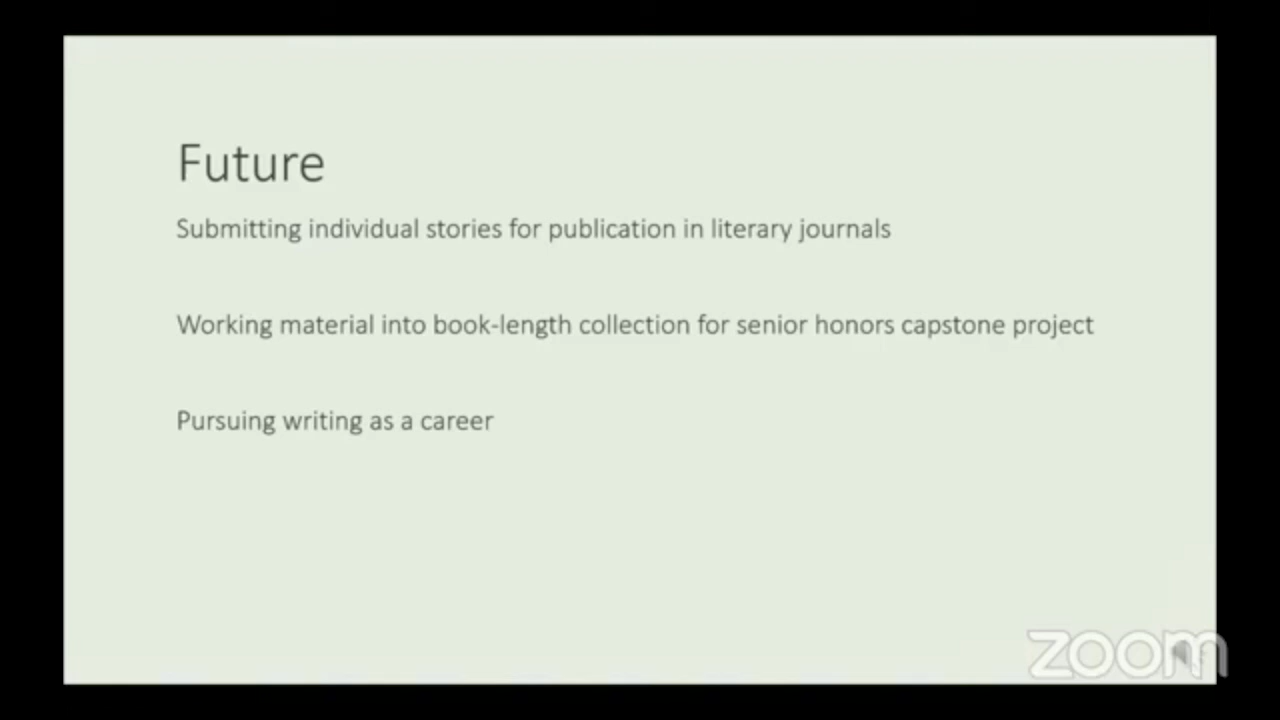 Future
Submitting individual stories for publication in literary journals
Working material into book-length collection for senior honors capstone project
Pursuing writing as a career
zoom